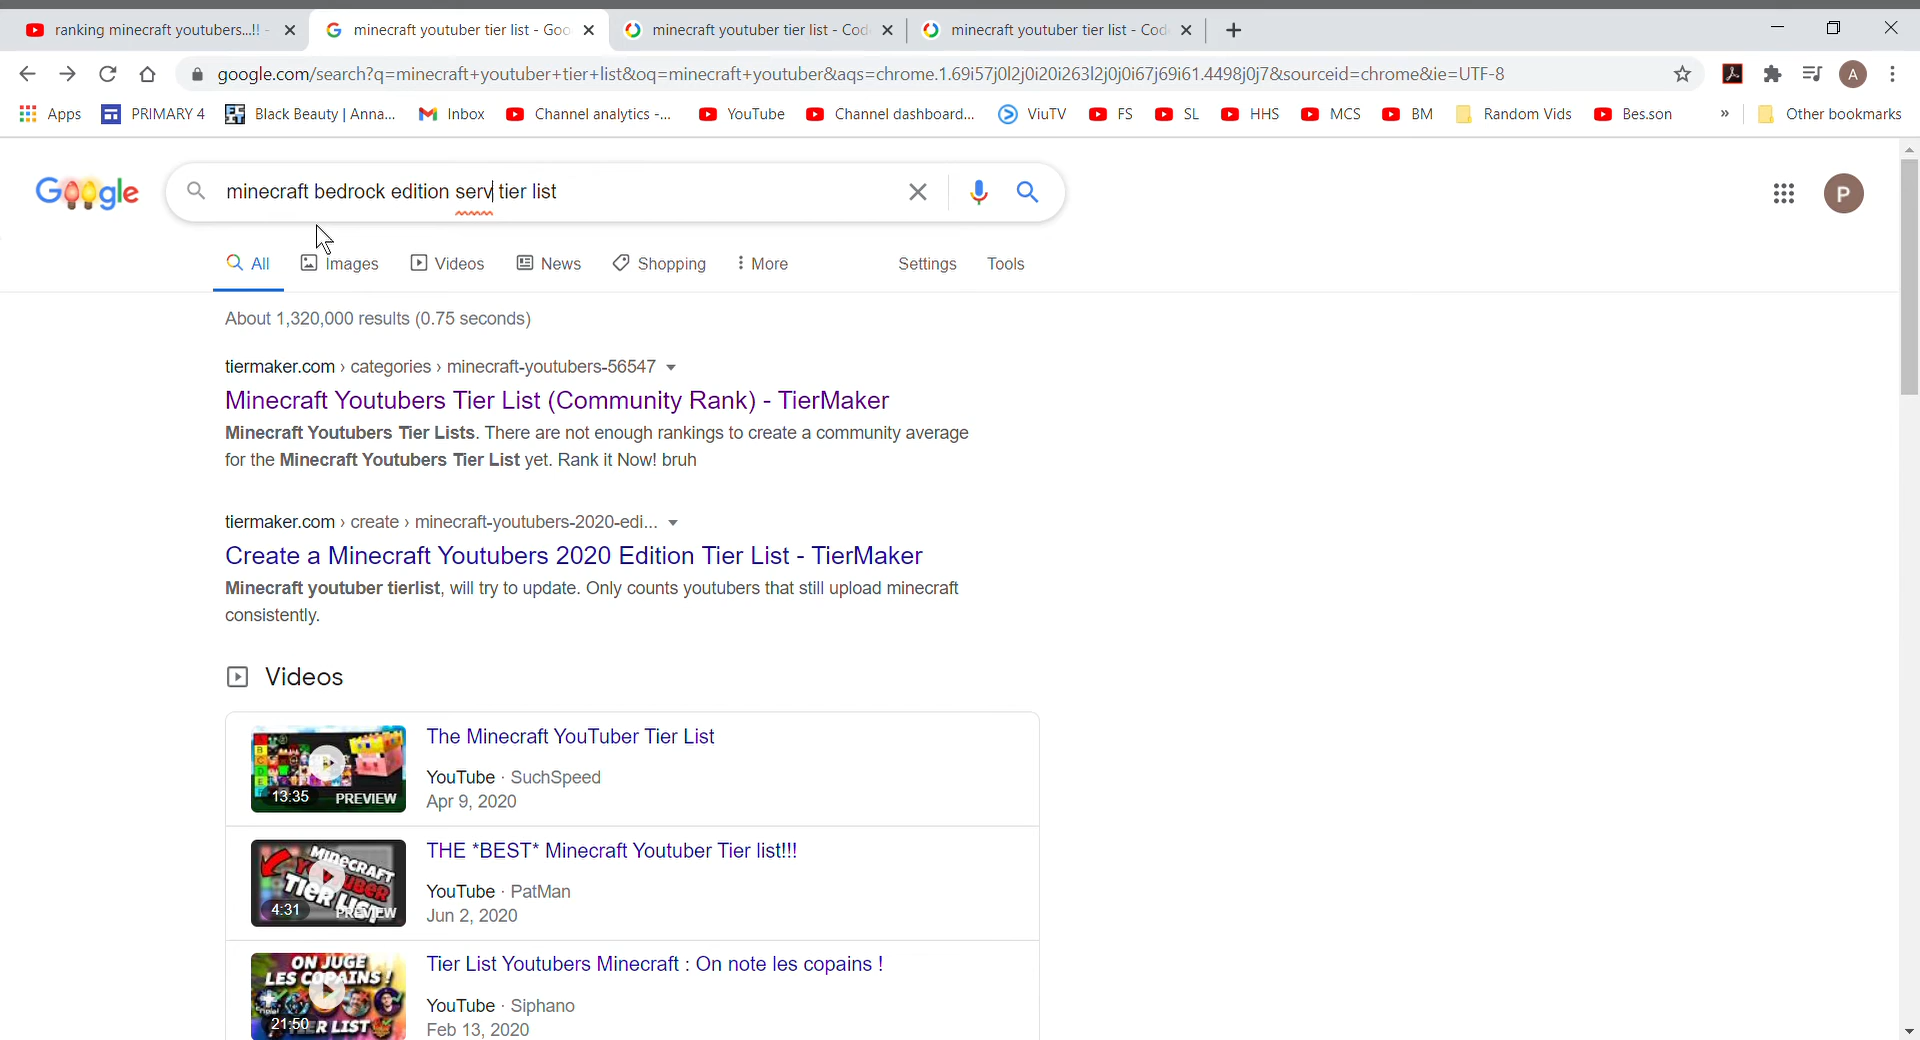 ranking minecraft youtubers...!! -
minecraft youtuber tier list - Goo
minecraft youtuber tier list - Cod
minecraft youtuber tier list - Cod
google.com/search?q=minecraft+youtuber+tier+list&oq=minecraft+youtuber&aqs=chrome.1.69i57j0l2j0i20i263l2j0j0i67j69i61.4498j0j7&sourceid=chrome&ie=UTF-8
A
Apps
PRIMARY 4
Black Beauty | Anna...
Inbox
Channel analytics -...
YouTube
Channel dashboard...
ViuTV
FS
SL
HHS
MCS
BM
Random Vids
Bes.son
»
Other bookmarks
Google
minecraft bedrock edition serv tier list
P
All
Images
Videos
News
Shopping
More
Settings
Tools
About 1,320,000 results (0.75 seconds)
tiermaker.com › categories › minecraft-youtubers-56547
Minecraft Youtubers Tier List (Community Rank) - TierMaker
Minecraft Youtubers Tier Lists. There are not enough rankings to create a community average
for the Minecraft Youtubers Tier List yet. Rank it Now! bruh
tiermaker.com › create › minecraft-youtubers-2020-edi...
Create a Minecraft Youtubers 2020 Edition Tier List - TierMaker
Minecraft youtuber tierlist, will try to update. Only counts youtubers that still upload minecraft
consistently.
Videos
13:35
PREVIEW
The Minecraft YouTuber Tier List
YouTube · SuchSpeed
Apr 9, 2020
MINECRAFT
YOUTUBER
TIER LIST
4:31
PREVIEW
THE *BEST* Minecraft Youtuber Tier list!!!
YouTube · PatMan
Jun 2, 2020
ON JUGE
LES COPAINS !
TIER LIST
21:50
Tier List Youtubers Minecraft : On note les copains !
YouTube · Siphano
Feb 13, 2020